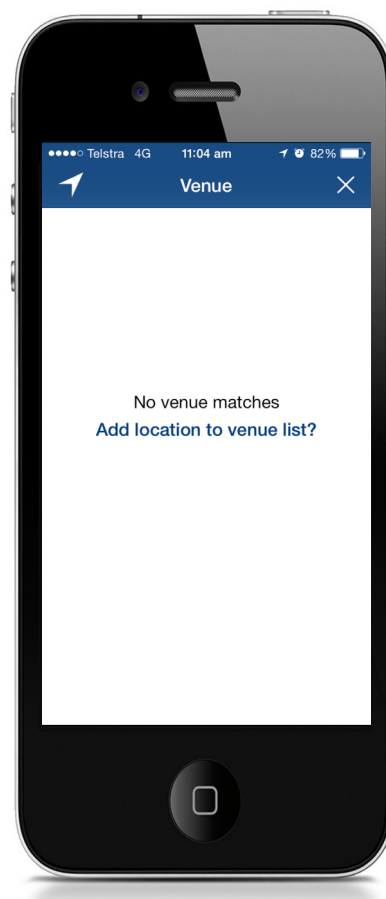 Telstra 4G 11:04 am 82%
Venue
No venue matches
Add location to venue list?